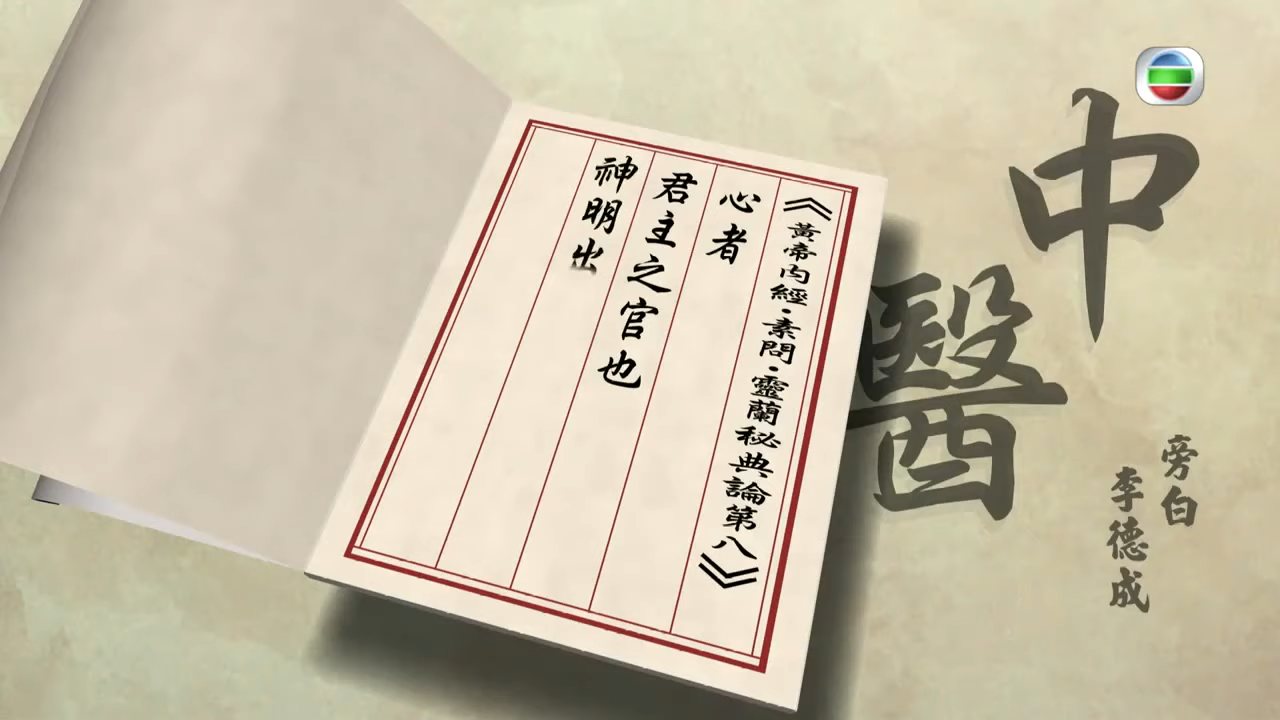 《黃帝內經·素問·靈蘭秘典論第八》
心者
君主之官也
神明出
中醫
旁白
李德成